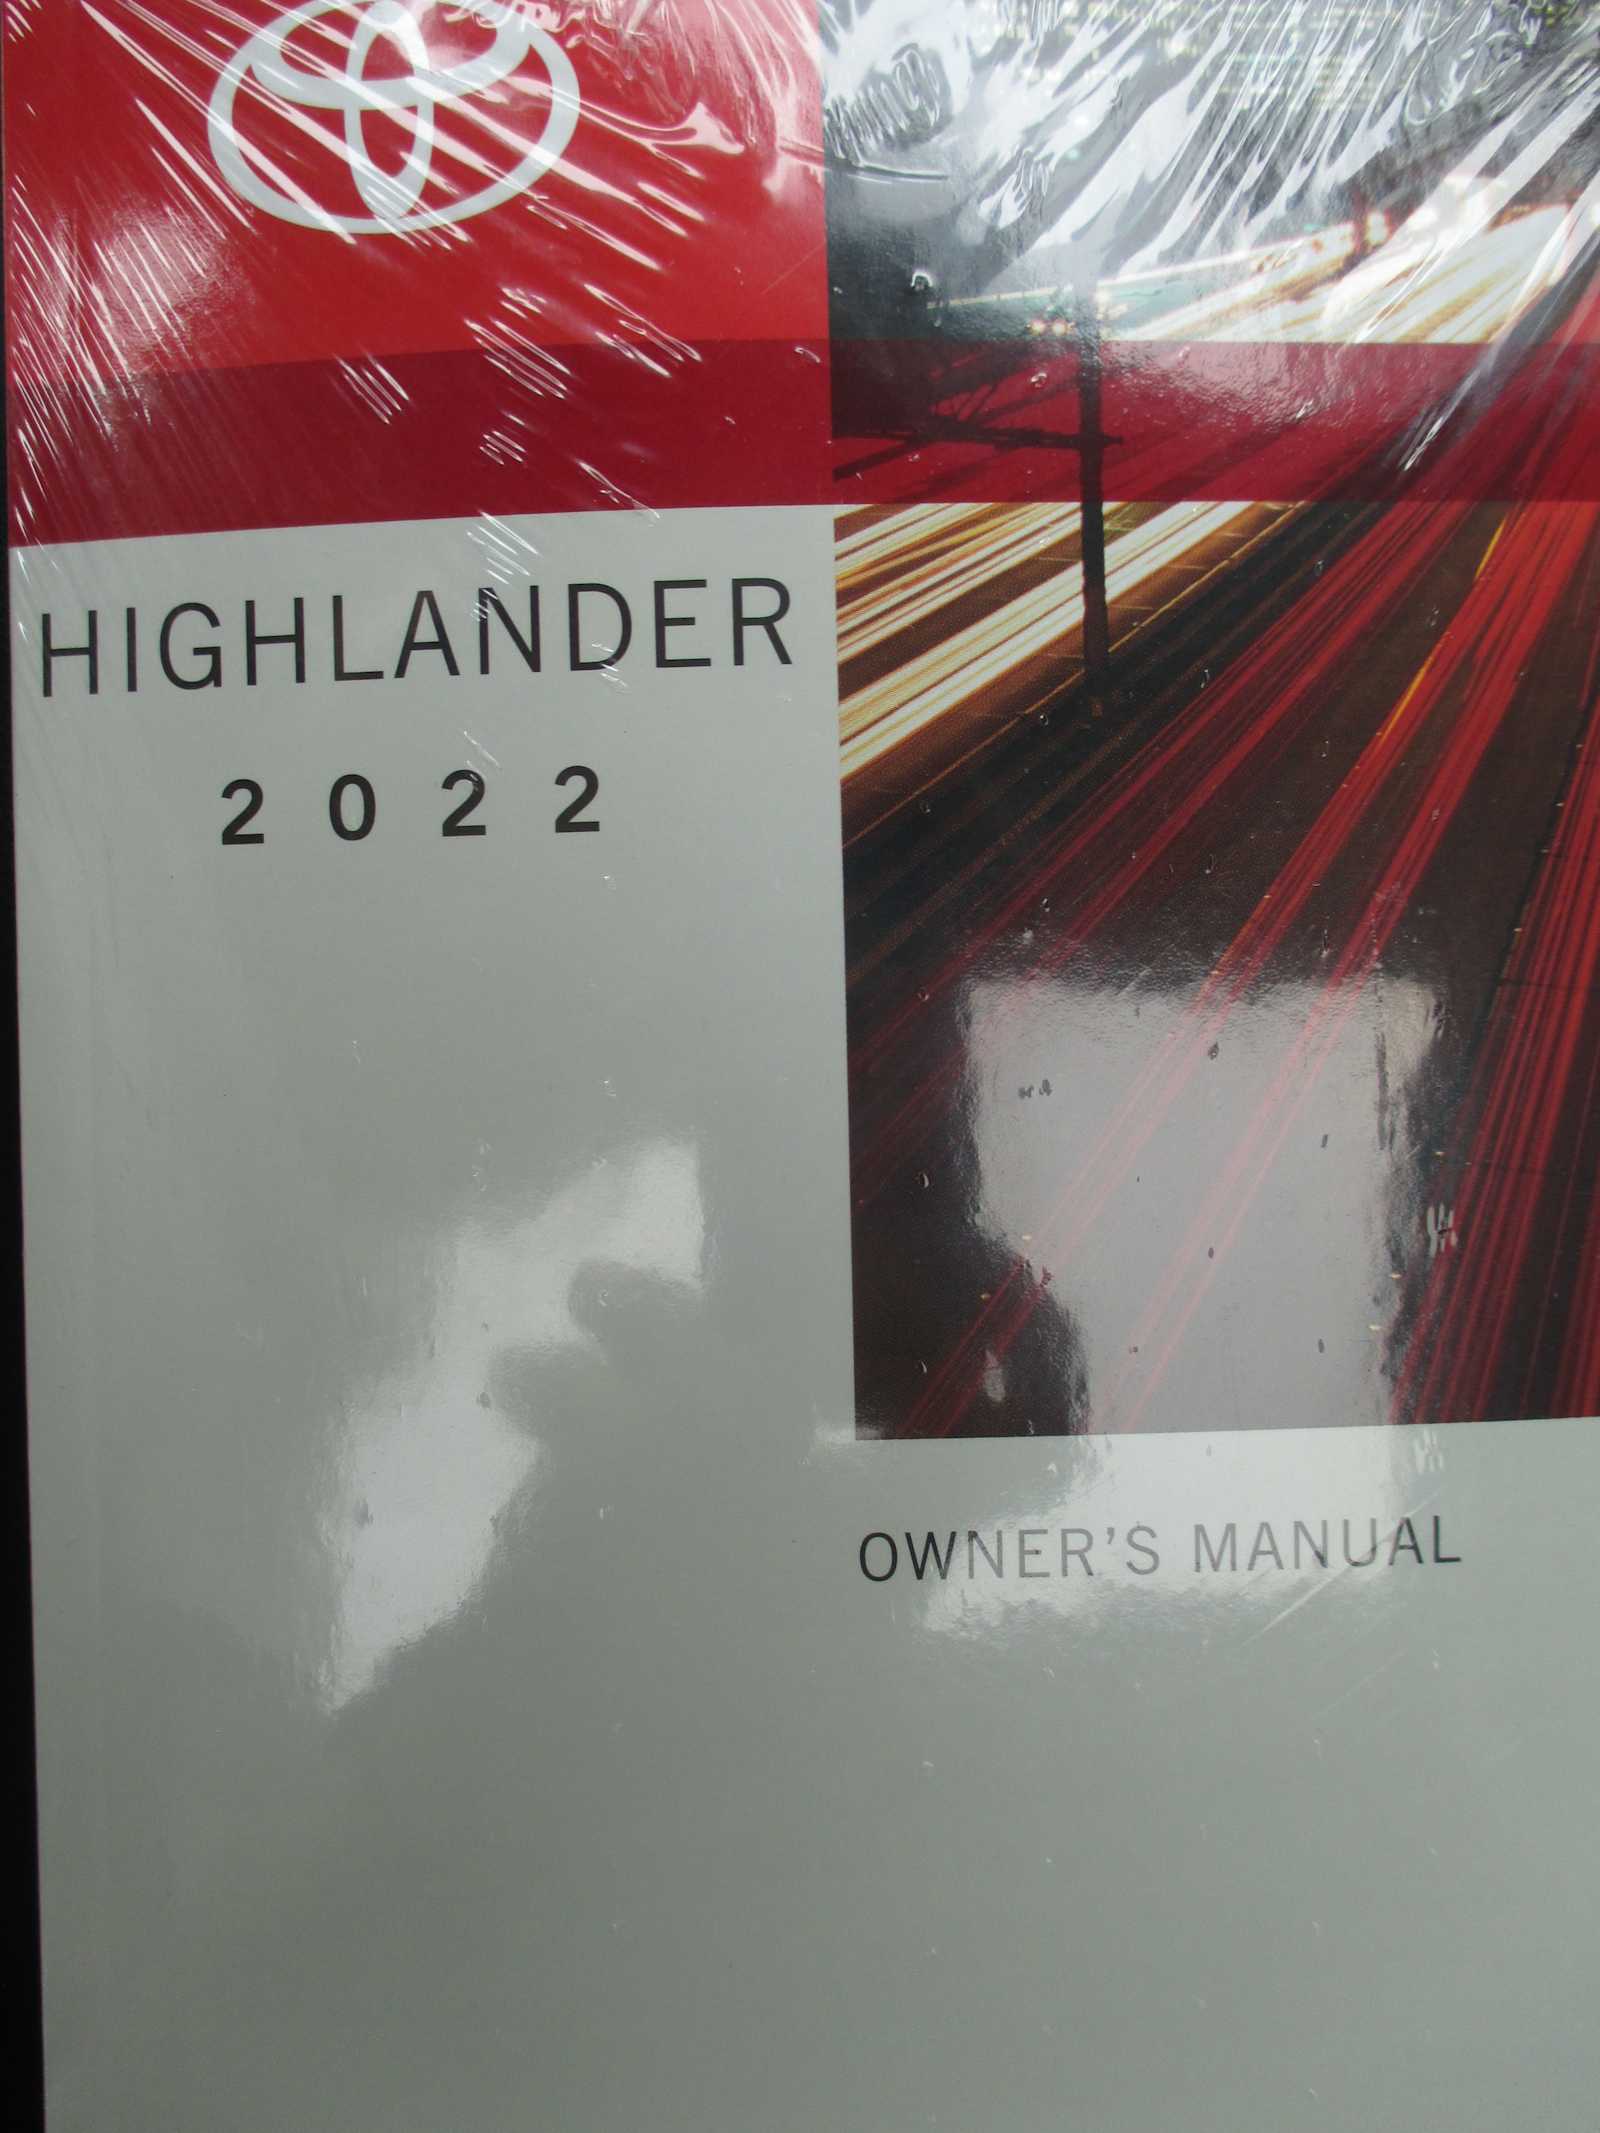 HIGHLANDER
2022
OWNER'S MANUAL